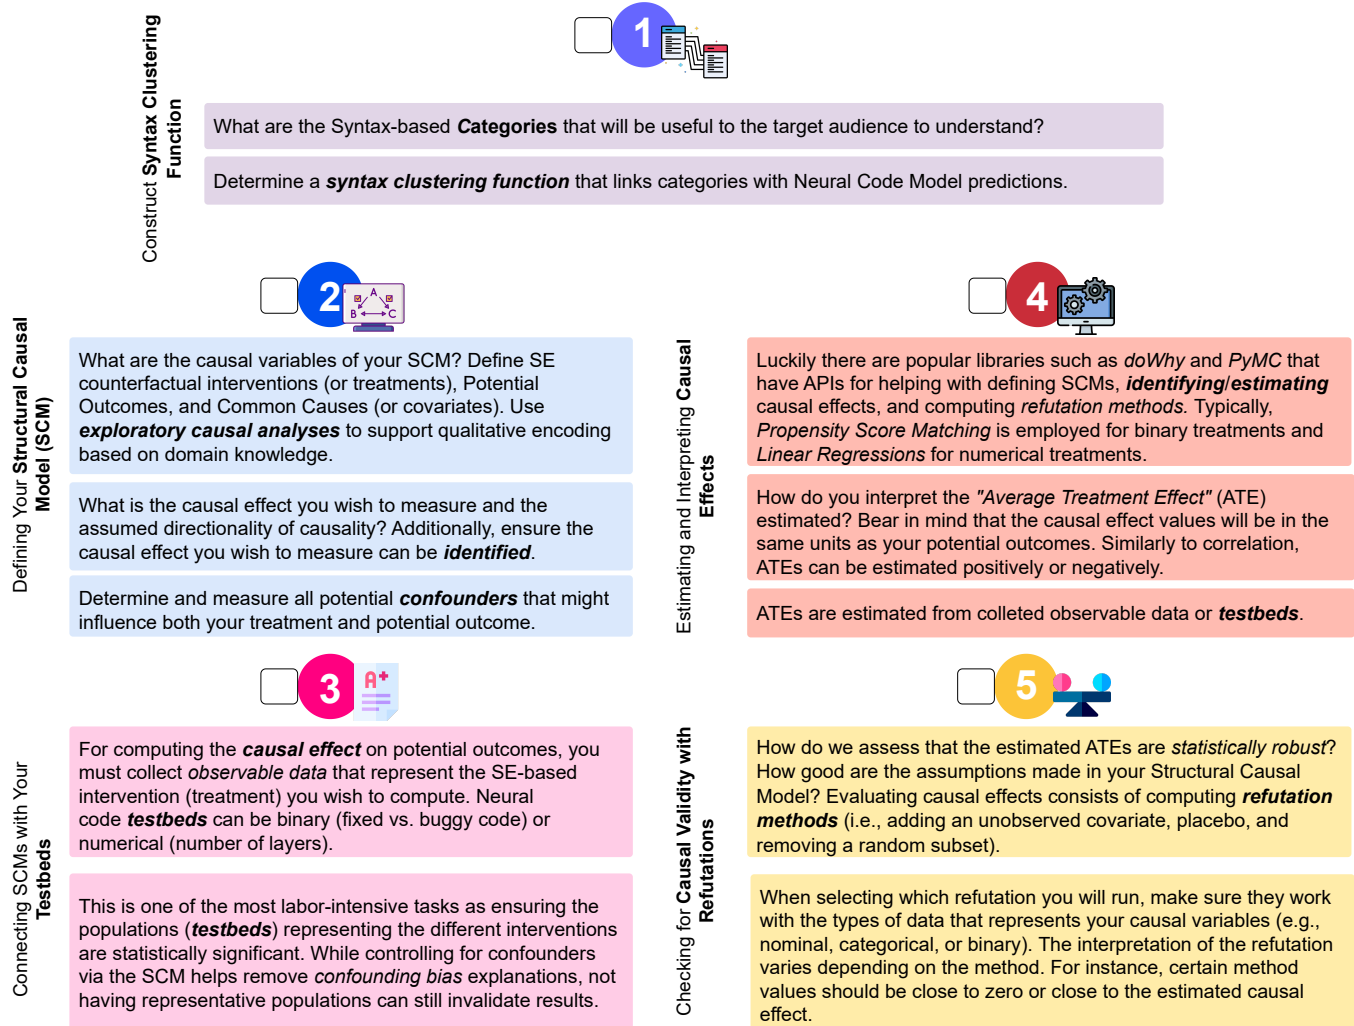 1
Construct Syntax Clustering
Function
What are the Syntax-based Categories that will be useful to the target audience to understand?
Determine a syntax clustering function that links categories with Neural Code Model predictions.
2
A
B
C
Defining Your Structural Causal
Model (SCM)
What are the causal variables of your SCM? Define SE
counterfactual interventions (or treatments), Potential
Outcomes, and Common Causes (or covariates). Use
exploratory causal analyses to support qualitative encoding
based on domain knowledge.
What is the causal effect you wish to measure and the
assumed directionality of causality? Additionally, ensure the
causal effect you wish to measure can be identified.
Determine and measure all potential confounders that might
influence both your treatment and potential outcome.
3
A+
Connecting SCMs with Your
Testbeds
For computing the causal effect on potential outcomes, you
must collect observable data that represent the SE-based
intervention (treatment) you wish to compute. Neural
code testbeds can be binary (fixed vs. buggy code) or
numerical (number of layers).
This is one of the most labor-intensive tasks as ensuring the
populations (testbeds) representing the different interventions
are statistically significant. While controlling for confounders
via the SCM helps remove confounding bias explanations, not
having representative populations can still invalidate results.
4
Estimating and Interpreting Causal
Effects
Luckily there are popular libraries such as doWhy and PyMC that
have APIs for helping with defining SCMs, identifying/estimating
causal effects, and computing refutation methods. Typically,
Propensity Score Matching is employed for binary treatments and
Linear Regressions for numerical treatments.
How do you interpret the "Average Treatment Effect" (ATE)
estimated? Bear in mind that the causal effect values will be in the
same units as your potential outcomes. Similarly to correlation,
ATEs can be estimated positively or negatively.
ATEs are estimated from colleted observable data or testbeds.
5
Checking for Causal Validity with
Refutations
How do we assess that the estimated ATEs are statistically robust?
How good are the assumptions made in your Structural Causal
Model? Evaluating causal effects consists of computing refutation
methods (i.e., adding an unobserved covariate, placebo, and
removing a random subset).
When selecting which refutation you will run, make sure they work
with the types of data that represents your causal variables (e.g.,
nominal, categorical, or binary). The interpretation of the refutation
varies depending on the method. For instance, certain method
values should be close to zero or close to the estimated causal
effect.